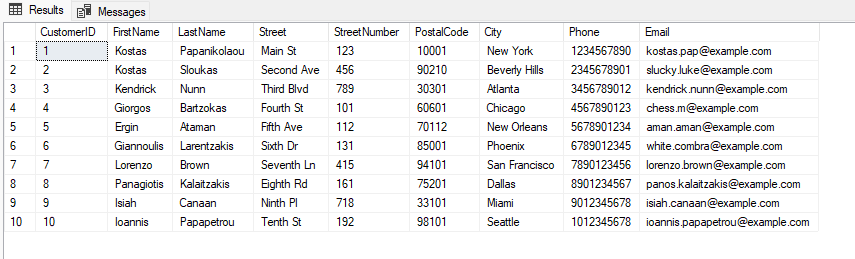 Results Messages
CustomerID FirstName LastName Street StreetNumber PostalCode City Phone Email
1 1 Kostas Papanikolaou Main St 123 10001 New York 1234567890 kostas.pap@example.com
2 2 Kostas Sloukas Second Ave 456 90210 Beverly Hills 2345678901 slucky.luke@example.com
3 3 Kendrick Nunn Third Blvd 789 30301 Atlanta 3456789012 kendrick.nunn@example.com
4 4 Giorgos Bartzokas Fourth St 101 60601 Chicago 4567890123 chess.m@example.com
5 5 Ergin Ataman Fifth Ave 112 70112 New Orleans 5678901234 aman.aman@example.com
6 6 Giannoulis Larentzakis Sixth Dr 131 85001 Phoenix 6789012345 white.combra@example.com
7 7 Lorenzo Brown Seventh Ln 415 94101 San Francisco 7890123456 lorenzo.brown@example.com
8 8 Panagiotis Kalaitzakis Eighth Rd 161 75201 Dallas 8901234567 panos.kalaitzakis@example.com
9 9 Isiah Canaan Ninth Pl 718 33101 Miami 9012345678 isiah.canaan@example.com
10 10 Ioannis Papapetrou Tenth St 192 98101 Seattle 1012345678 ioannis.papapetrou@example.com